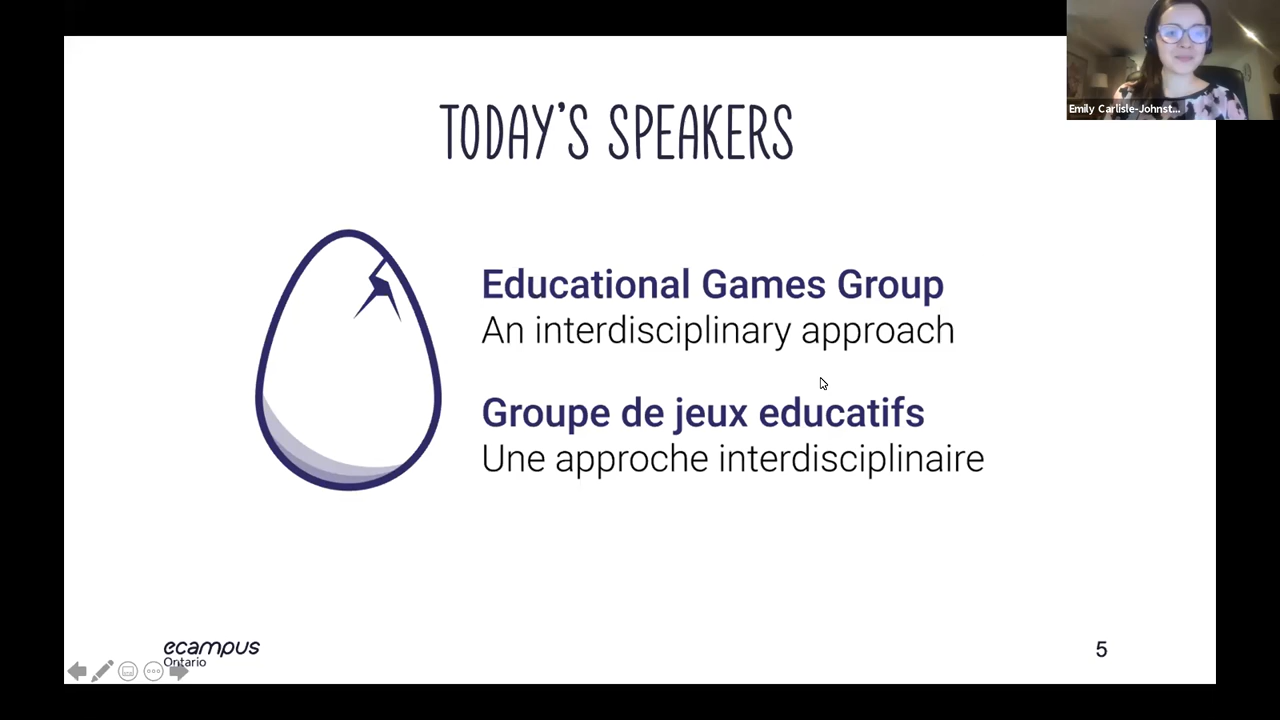 Emily Carlisle-Johnst...
TODAY'S SPEAKERS
Educational Games Group
An interdisciplinary approach
Groupe de jeux educatifs
Une approche interdisciplinaire
ecampus
Ontario
5